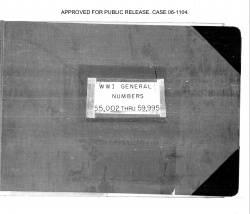 APPROVED FOR PUBLIC RELEASE. CASE 06-1104.
WWI GENERAL
NUMBERS
55,002 THRU 59,995